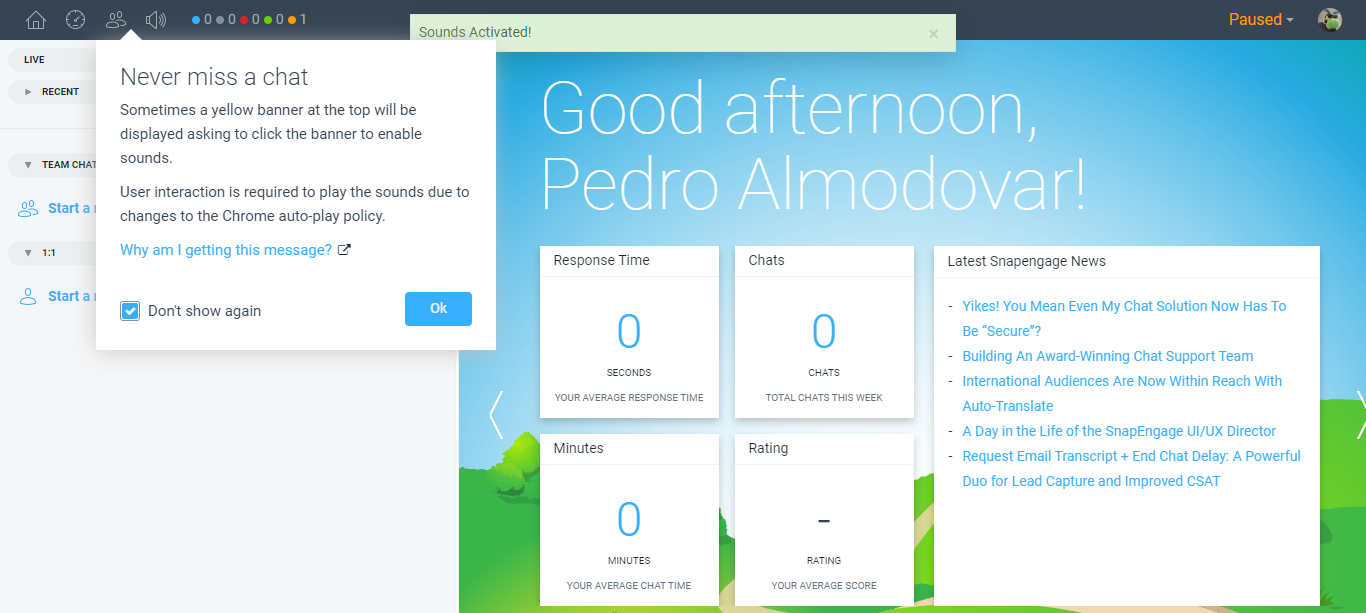 0 0 0 0 1
Paused
Sounds Activated!
×
LIVE
RECENT
TEAM CHAT
Start a
1:1
Start a
Never miss a chat
Sometimes a yellow banner at the top will be
displayed asking to click the banner to enable
sounds.
User interaction is required to play the sounds due to
changes to the Chrome auto-play policy.
Why am I getting this message?
Don't show again
Ok
Good afternoon,
Pedro Almodovar!
Response Time
0
SECONDS
YOUR AVERAGE RESPONSE TIME
Chats
0
CHATS
TOTAL CHATS THIS WEEK
Minutes
0
MINUTES
YOUR AVERAGE CHAT TIME
Rating
-
RATING
YOUR AVERAGE SCORE
Latest Snapengage News
- Yikes! You Mean Even My Chat Solution Now Has To
Be “Secure”?
- Building An Award-Winning Chat Support Team
- International Audiences Are Now Within Reach With
Auto-Translate
- A Day in the Life of the SnapEngage UI/UX Director
- Request Email Transcript + End Chat Delay: A Powerful
Duo for Lead Capture and Improved CSAT